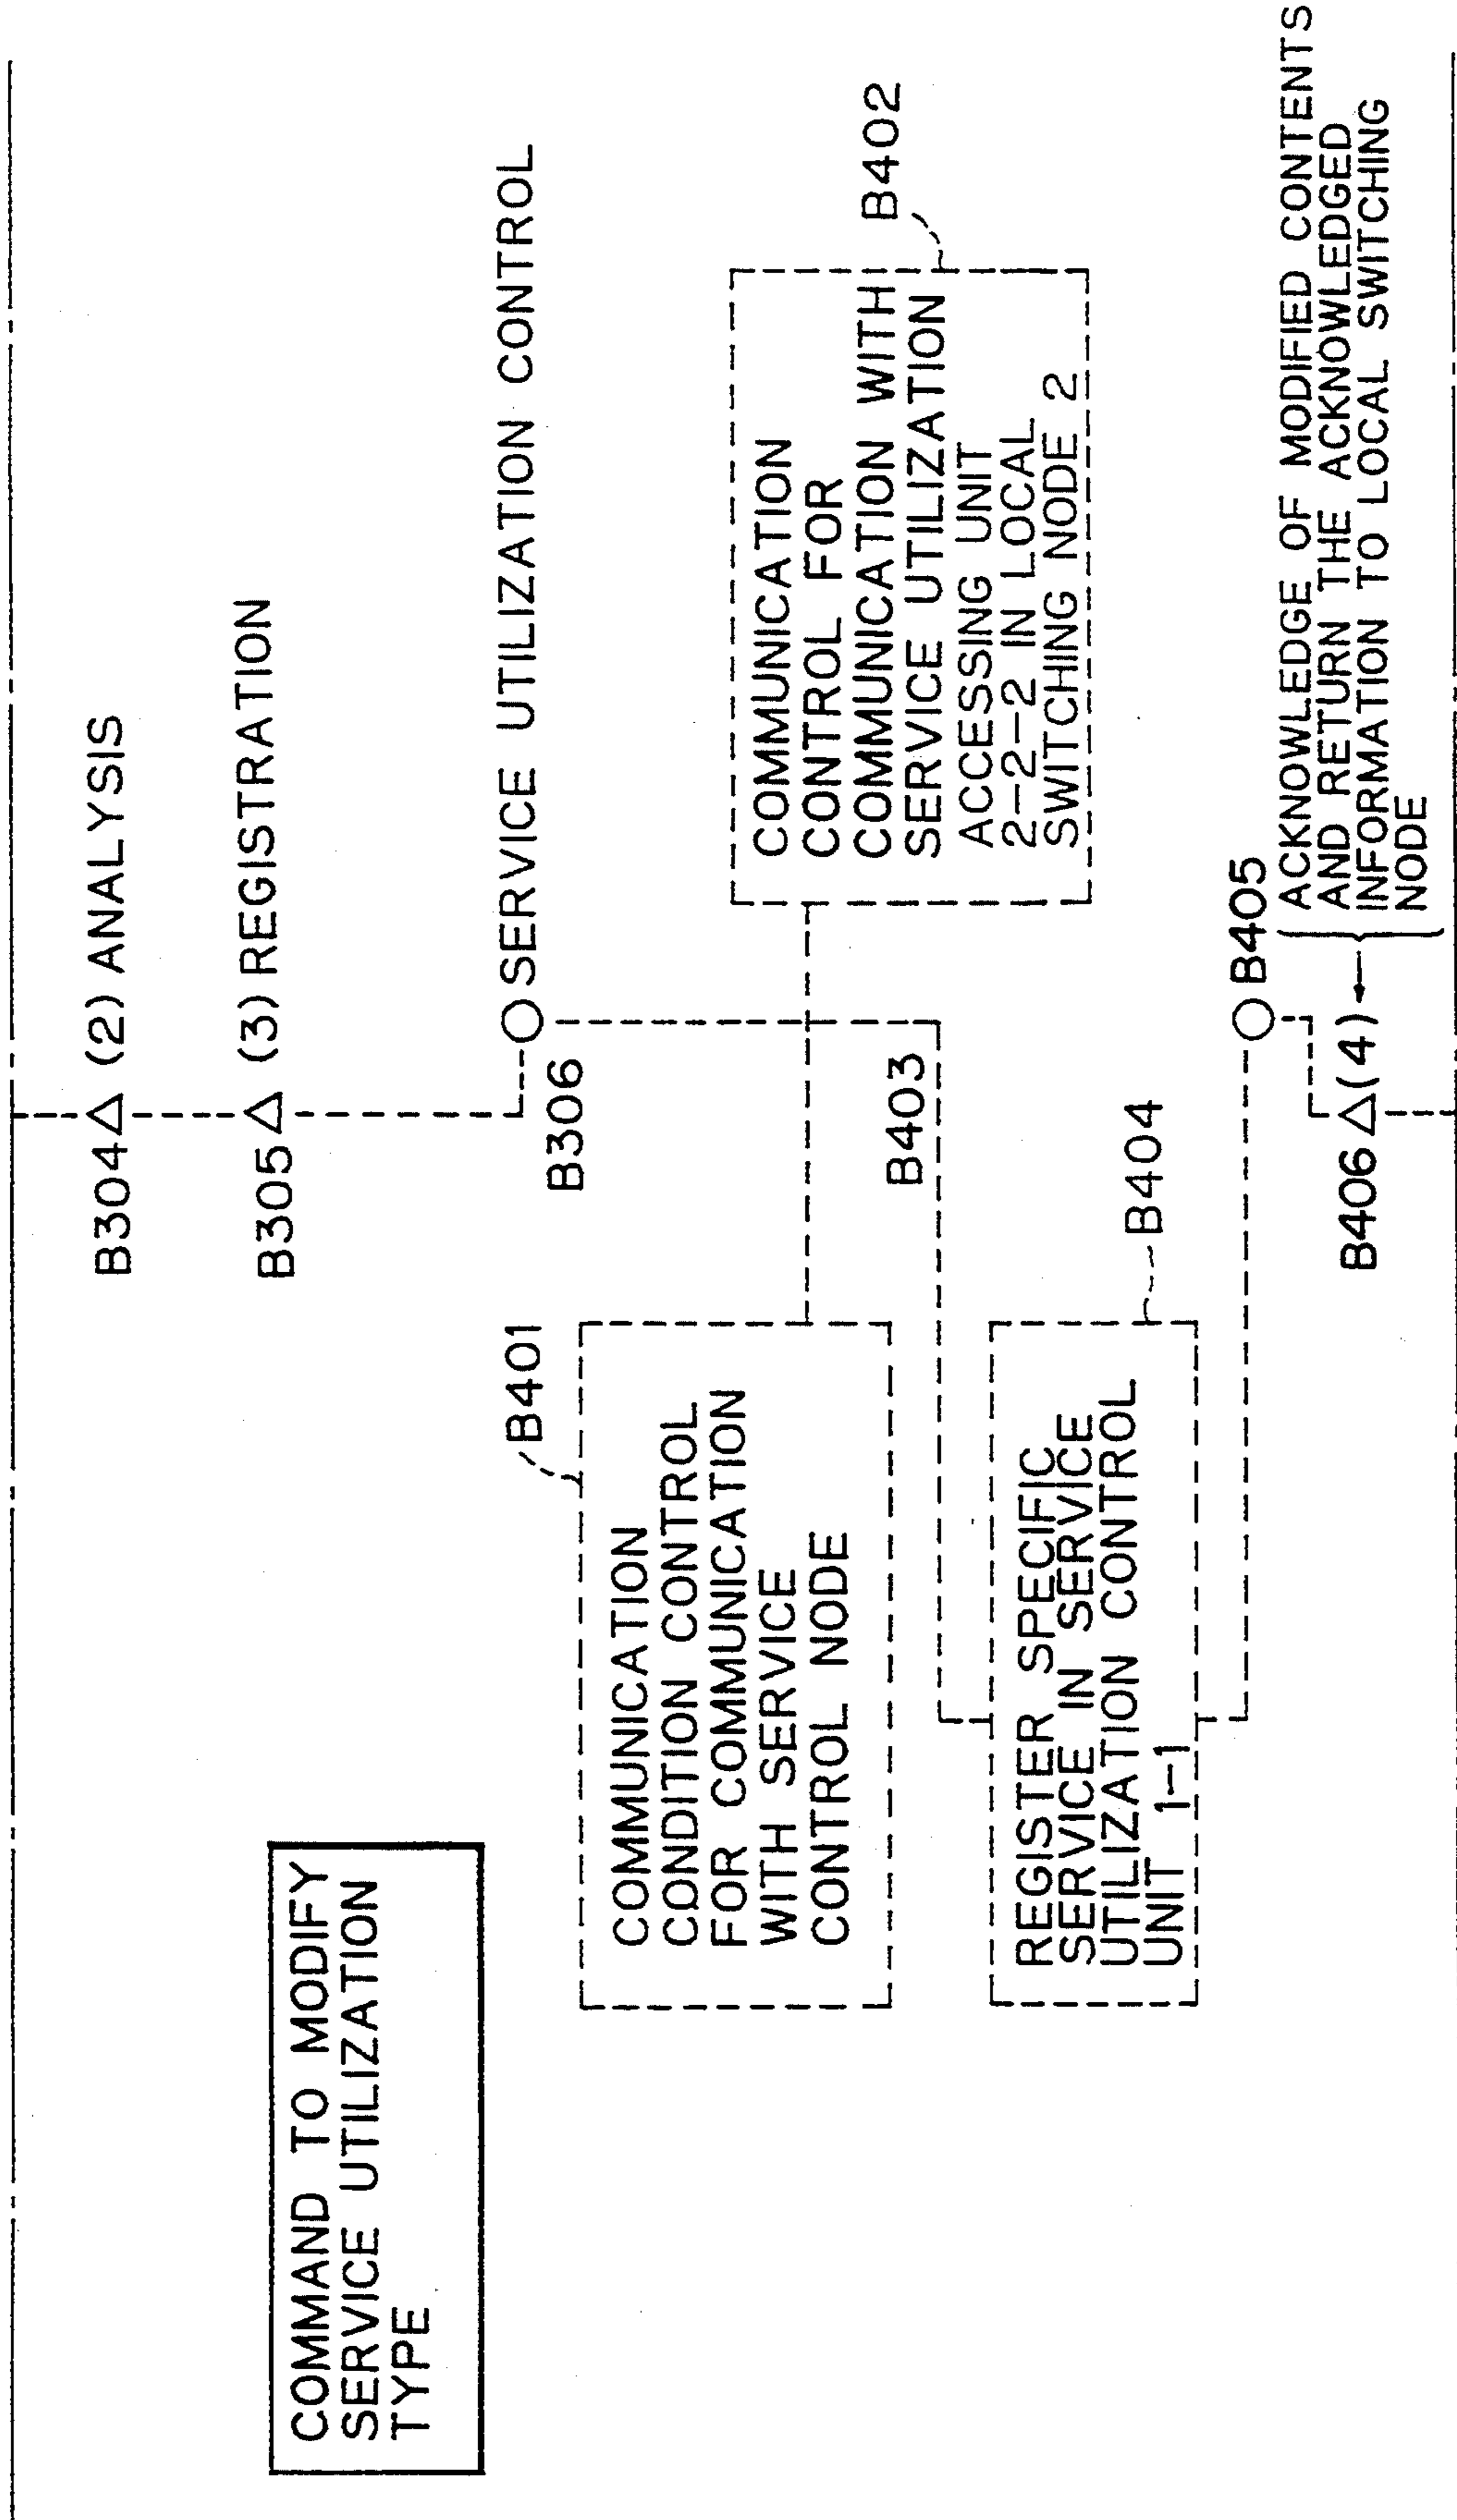 B304 (2) ANALYSIS
B305 (3) REGISTRATION
COMMAND TO MODIFY
SERVICE UTILIZATION
TYPE
SERVICE UTILIZATION CONTROL
B306
B401
COMMUNICATION
CONDITION CONTROL
FOR COMMUNICATION
WITH SERVICE
CONTROL NODE
COMMUNICATION
CONTROL FOR
COMMUNICATION WITH
SERVICE UTILIZATION
ACCESSING UNIT
2-2-2 IN LOCAL
SWITCHING NODE 2
B402
B403
REGISTER SPECIFIC
SERVICE IN SERVICE
UTILIZATION CONTROL
UNIT 1-1
B404
B405
B406 (4)
ACKNOWLEDGE OF MODIFIED CONTENTS
AND RETURN THE ACKNOWLEDGED
INFORMATION TO LOCAL SWITCHING
NODE